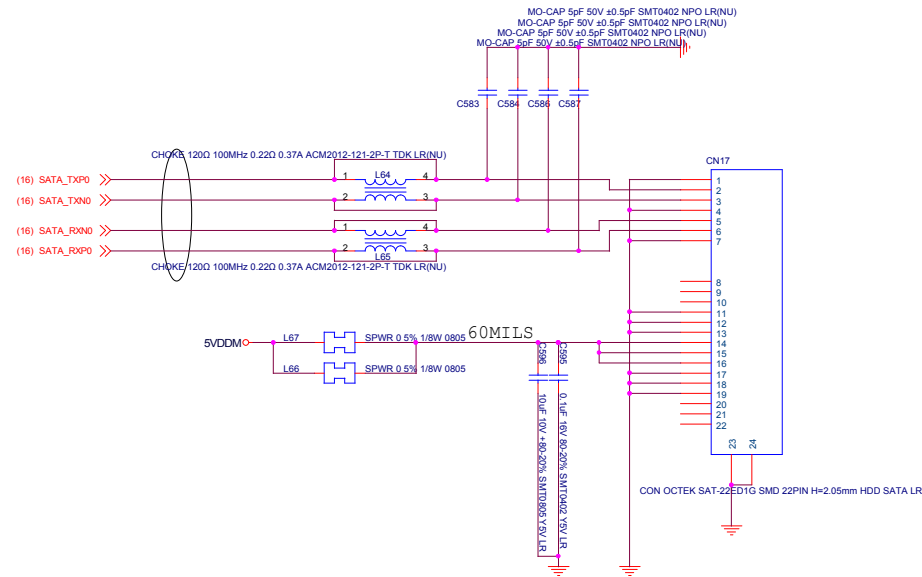 MO-CAP 5pF 50V ±0.5pF SMT0402 NPO LR(NU)
MO-CAP 5pF 50V ±0.5pF SMT0402 NPO LR(NU)
MO-CAP 5pF 50V ±0.5pF SMT0402 NPO LR(NU)
MO-CAP 5pF 50V ±0.5pF SMT0402 NPO LR(NU)
C583 C584 C586 C587
CHOKE 120Ω 100MHz 0.22Ω 0.37A ACM2012-121-2P-T TDK LR(NU)
(16) SATA_TXP0
1 L64 4
(16) SATA_TXN0
2 3
(16) SATA_RXN0
1 4
(16) SATA_RXP0
2 3
L65
CHOKE 120Ω 100MHz 0.22Ω 0.37A ACM2012-121-2P-T TDK LR(NU)
CN17
1
2
3
4
5
6
7
8
9
10
11
12
13
14
15
16
17
18
19
20
21
22
23
24
5VDDM
L67
SPWR 0 5% 1/8W 0805
60MILS
L66
SPWR 0 5% 1/8W 0805
C596
10uF 10V +80-20% SMT0805 Y5V LR
C595
0.1uF 16V 80-20% SMT0402 Y5V LR
CON OCTEK SAT-22ED1G SMD 22PIN H=2.05mm HDD SATA LR